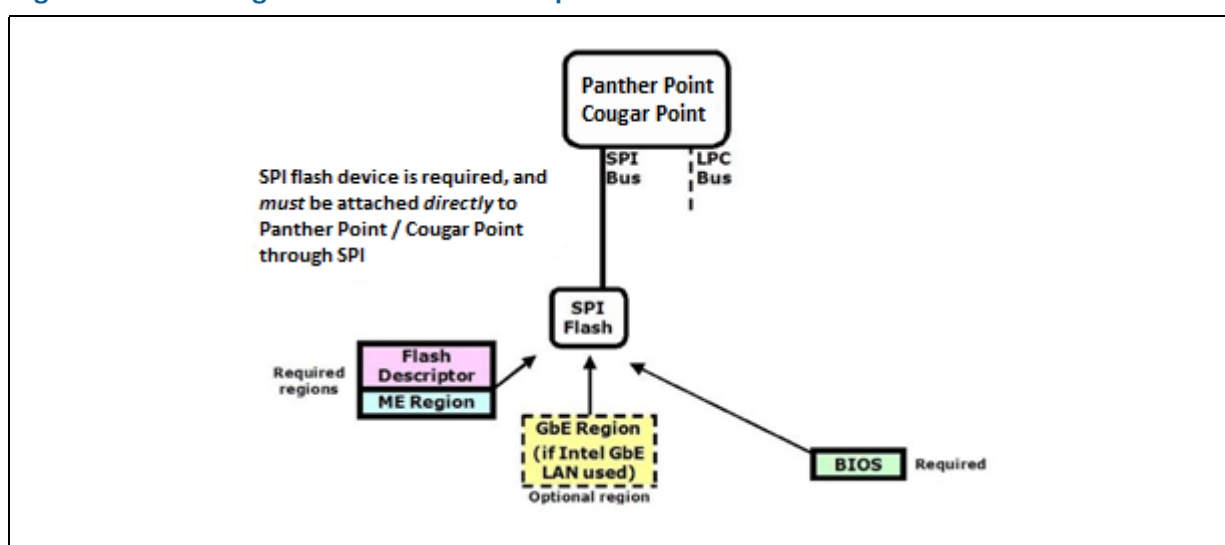 Panther Point
Cougar Point
SPI
Bus
LPC
Bus
SPI flash device is required, and
must be attached directly to
Panther Point / Cougar Point
through SPI
SPI
Flash
Required
regions
Flash
Descriptor
ME Region
GbE Region
(if Intel GbE
LAN used)
Optional region
BIOS
Required